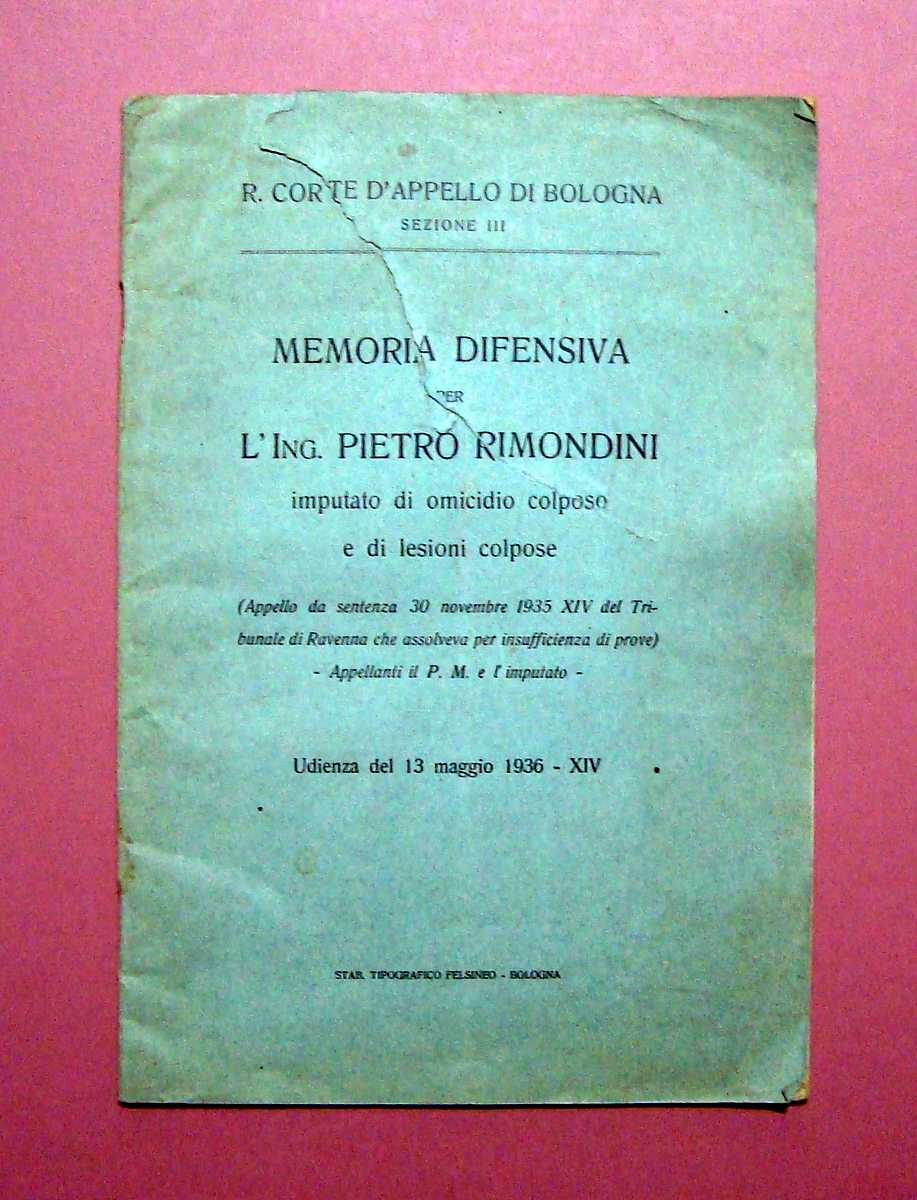 R. CORTE D'APPELLO DI BOLOGNA
SEZIONE III
MEMORIA DIFENSIVA
PER
L'ING. PIETRO RIMONDINI
imputato di omicidio colposo
e di lesioni colpose
(Appello da sentenza 30 novembre 1935 XIV del Tri-
bunale di Ravenna che assolveva per insufficienza di prove)
- Appellanti il P. M. e l'imputato -
Udienza del 13 maggio 1936 - XIV
STAB. TIPOGRAFICO FELSINEO - BOLOGNA